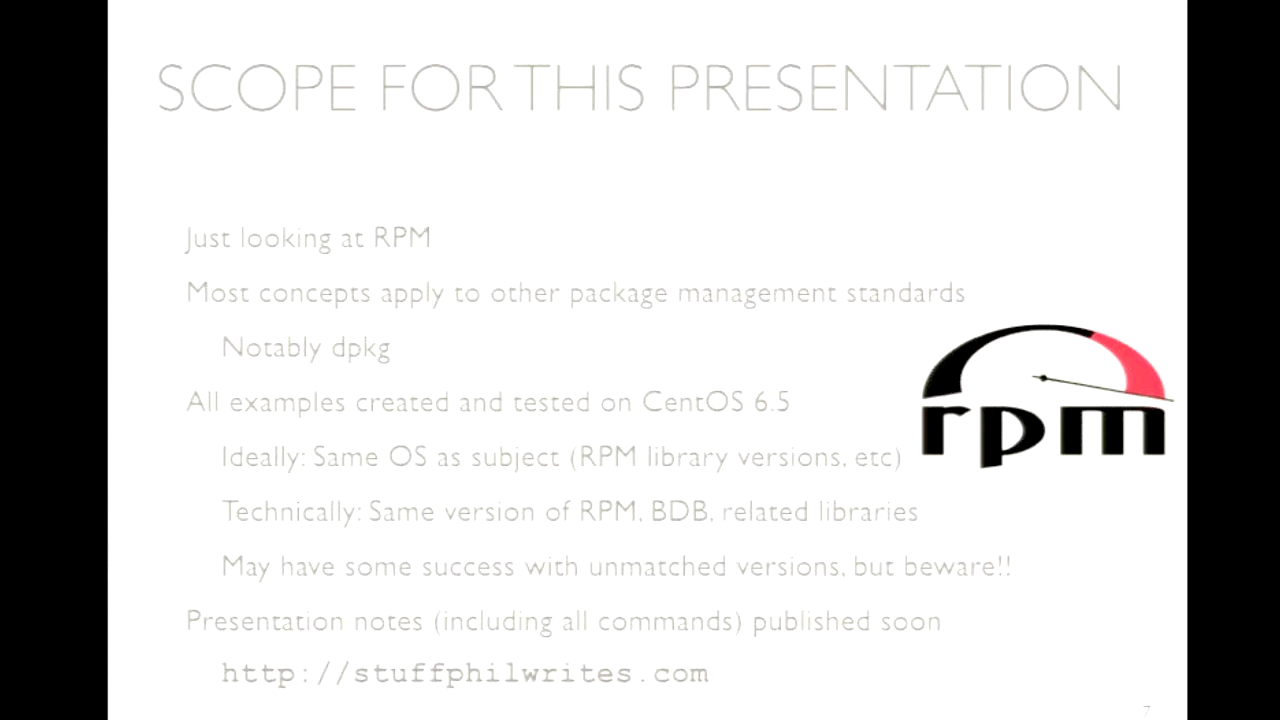 SCOPE FOR THIS PRESENTATION
Just looking at RPM
Most concepts apply to other package management standards
Notably dpkg
All examples created and tested on CentOS 6.5
Ideally: Same OS as subject (RPM library versions, etc)
Technically: Same version of RPM, BDB, related libraries
May have some success with unmatched versions, but beware!!
Presentation notes (including all commands) published soon
http://stuffphilwrites.com
rpm
7